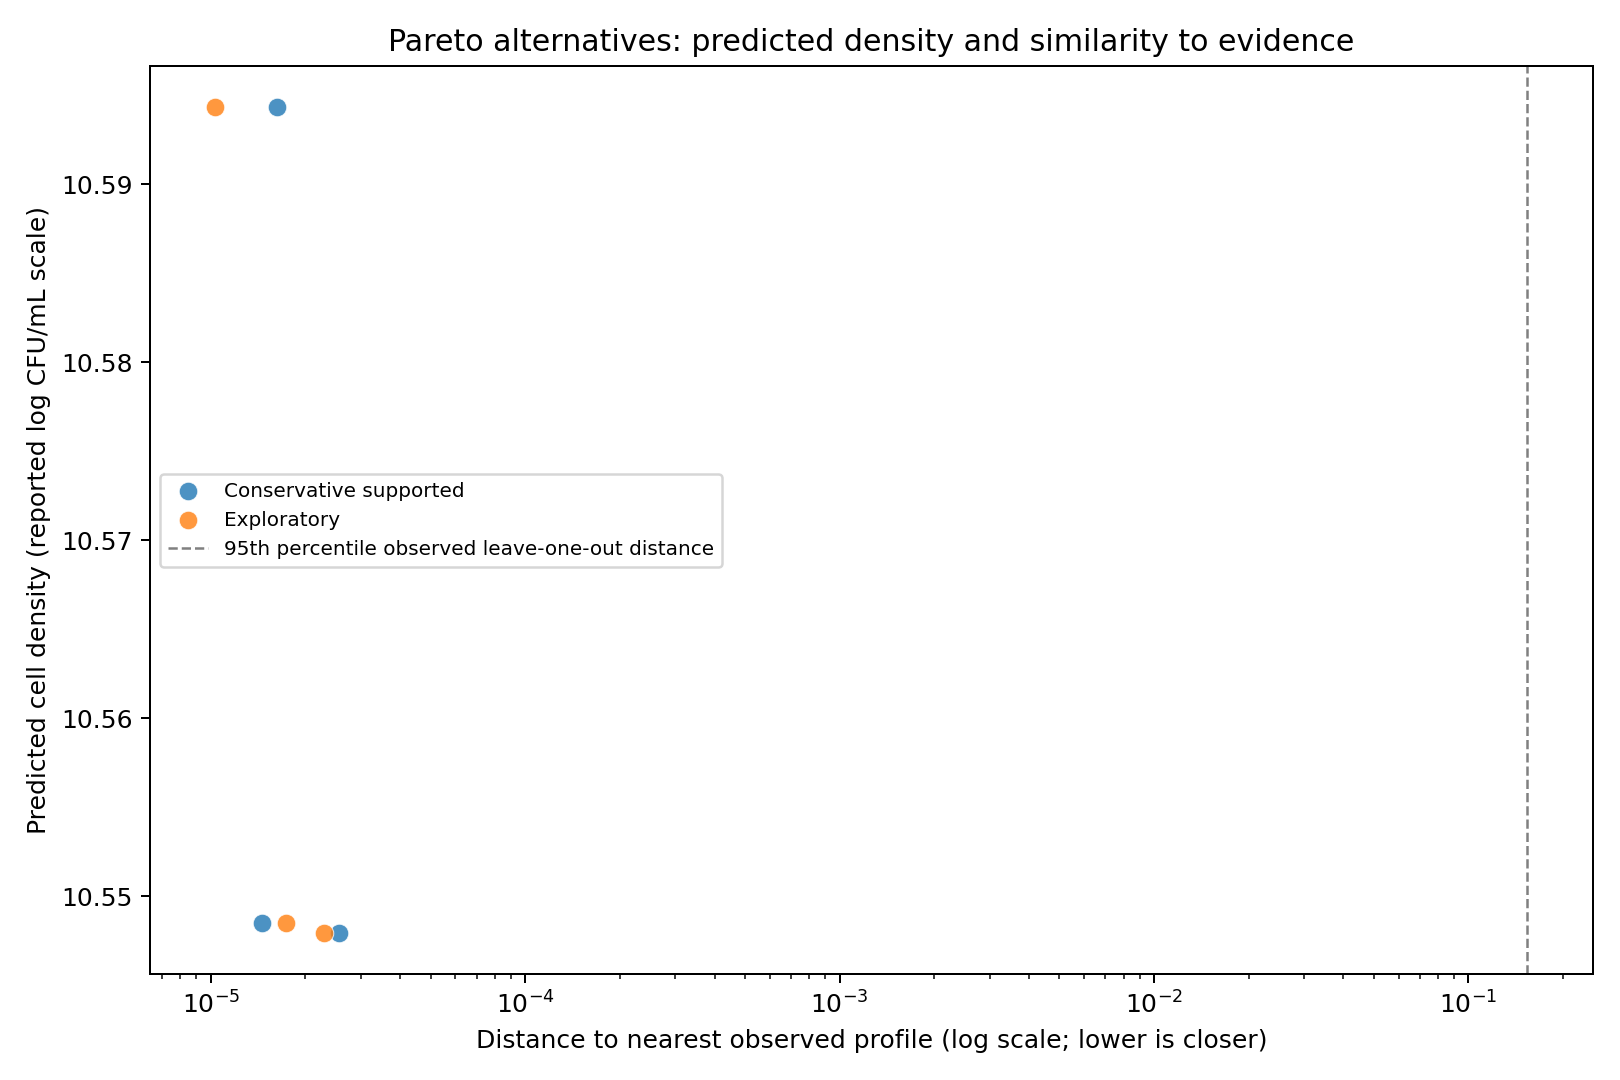 Pareto alternatives: predicted density and similarity to evidence
Predicted cell density (reported log CFU/mL scale)
10.59
10.58
10.57
10.56
10.55
Conservative supported
Exploratory
95th percentile observed leave-one-out distance
10⁻⁵
10⁻⁴
10⁻³
10⁻²
10⁻¹
Distance to nearest observed profile (log scale; lower is closer)